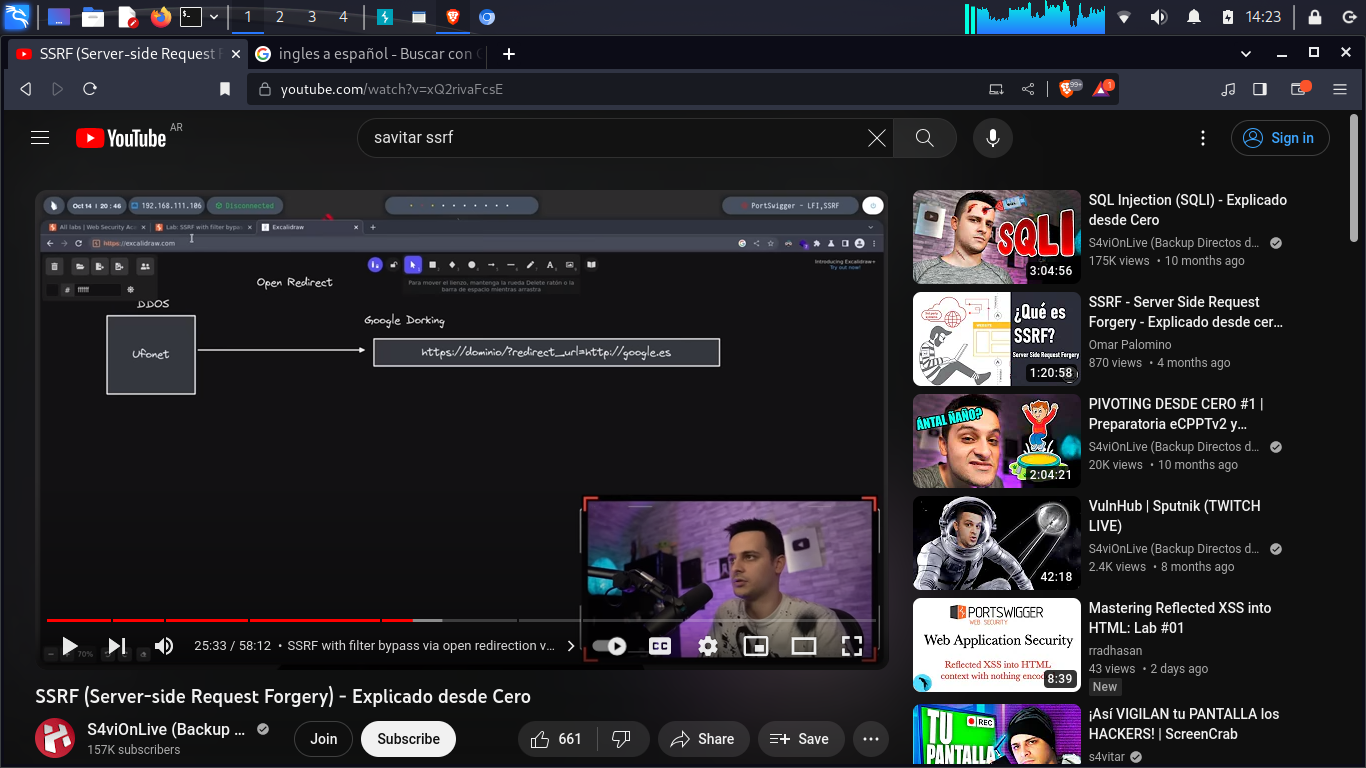 1 2 3 4
14:23
SSRF (Server-side Request F
ingles a español - Buscar con G
youtube.com/watch?v=xQ2rivaFcsE
99+
1
YouTube AR
savitar ssrf
Sign in
Oct 14 | 20 : 46
192.168.111.106
Disconnected
PortSwigger - LFI,SSRF
All labs | Web Security Ac
Lab: SSRF with filter bypa
Excalidraw
https://excalidraw.com
Introducing Excalidraw+
Try out now!
Para mover el lienzo, mantenga la rueda Delete ratón o la
barra de espacio mientras arrastra
# ffffff
Open Redirect
DDOS
Google Dorking
Ufonet
https://dominio/?redirect_url=http://google.es
70%
25:33 / 58:12 • SSRF with filter bypass via open redirection v...
CC
SSRF (Server-side Request Forgery) - Explicado desde Cero
S4viOnLive (Backup ...
157K subscribers
Join
Subscribe
661
Share
Save
SQLI
3:04:56
SQL Injection (SQLI) - Explicado
desde Cero
S4viOnLive (Backup Directos d...
175K views • 10 months ago
¿Qué es
SSRF?
Server Side Request Forgery
1:20:58
SSRF - Server Side Request
Forgery - Explicado desde cer...
Omar Palomino
870 views • 4 months ago
ÁNTAL ÑAÑO?
2:04:21
PIVOTING DESDE CERO #1 |
Preparatoria eCPPTv2 y...
S4viOnLive (Backup Directos d...
20K views • 10 months ago
42:18
VulnHub | Sputnik (TWITCH
LIVE)
S4viOnLive (Backup Directos d...
2.4K views • 8 months ago
PORTSWIGGER
WEB SECURITY
Web Application Security
Reflected XSS into HTML
context with nothing enco
8:39
Mastering Reflected XSS into
HTML: Lab #01
rradhasan
43 views • 2 days ago
New
REC
TU
PANTALLA
¡Así VIGILAN tu PANTALLA los
HACKERS! | ScreenCrab
s4vitar